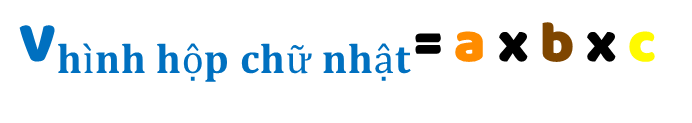 Vhình hộp chữ nhật= a x b x c